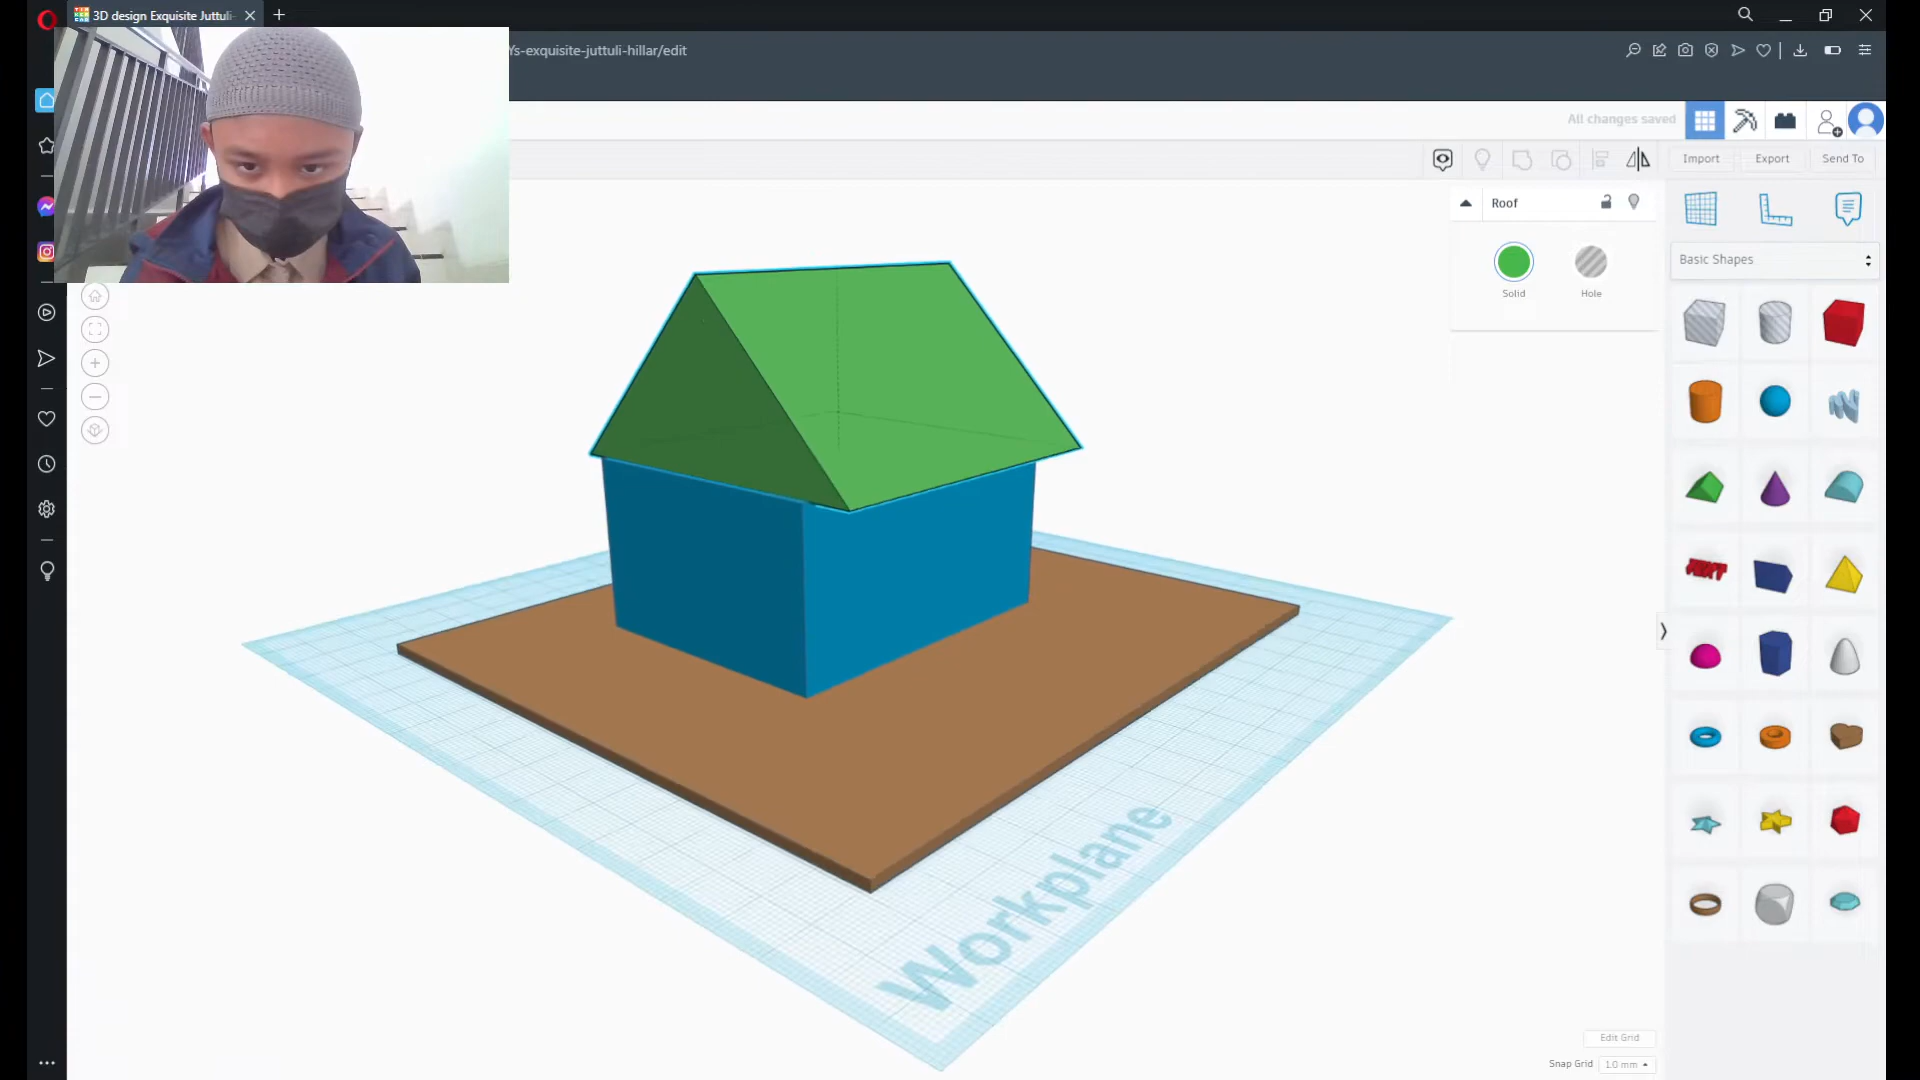 3D design Exquisite Juttuli-
Ys-exquisite-juttuli-hillar/edit
All changes saved
Import
Export
Send To
Roof
Solid
Hole
Basic Shapes
Workplane
Edit Grid
Snap Grid
1.0 mm